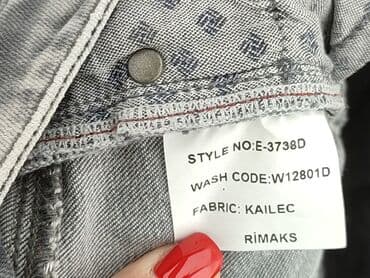 STYLE NO:E-3738D
WASH CODE:W12801D
FABRIC: KAILEC
RİMAKS